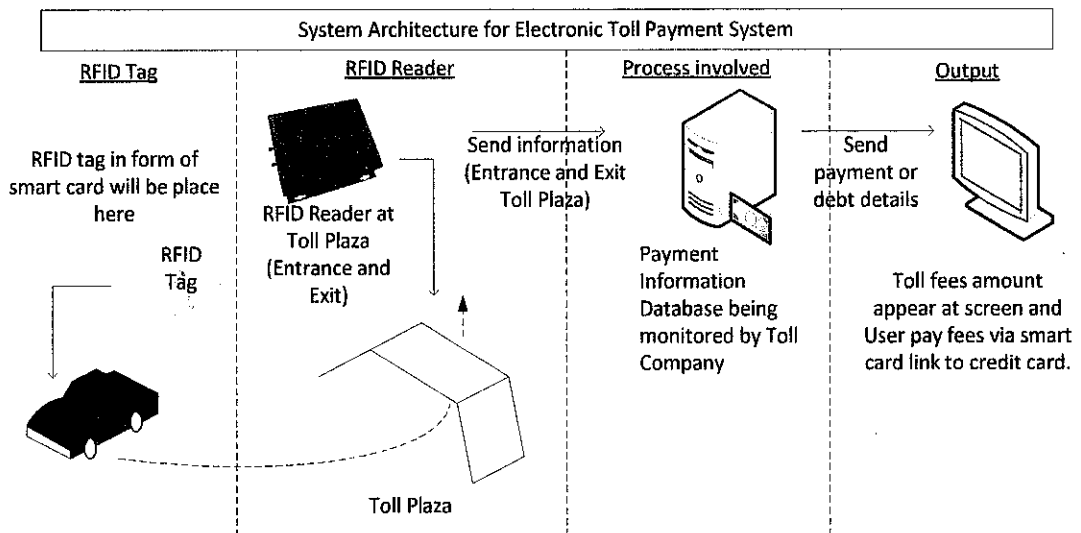 System Architecture for Electronic Toll Payment System
RFID Tag
RFID tag in form of
smart card will be place
here
RFID
Tag
RFID Reader
RFID Reader at
Toll Plaza
(Entrance and
Exit)
Toll Plaza
Send information
(Entrance and Exit
Toll Plaza)
Process involved
Payment
Information
Database being
monitored by Toll
Company
Send
payment or
debt details
Output
Toll fees amount
appear at screen and
User pay fees via smart
card link to credit card.